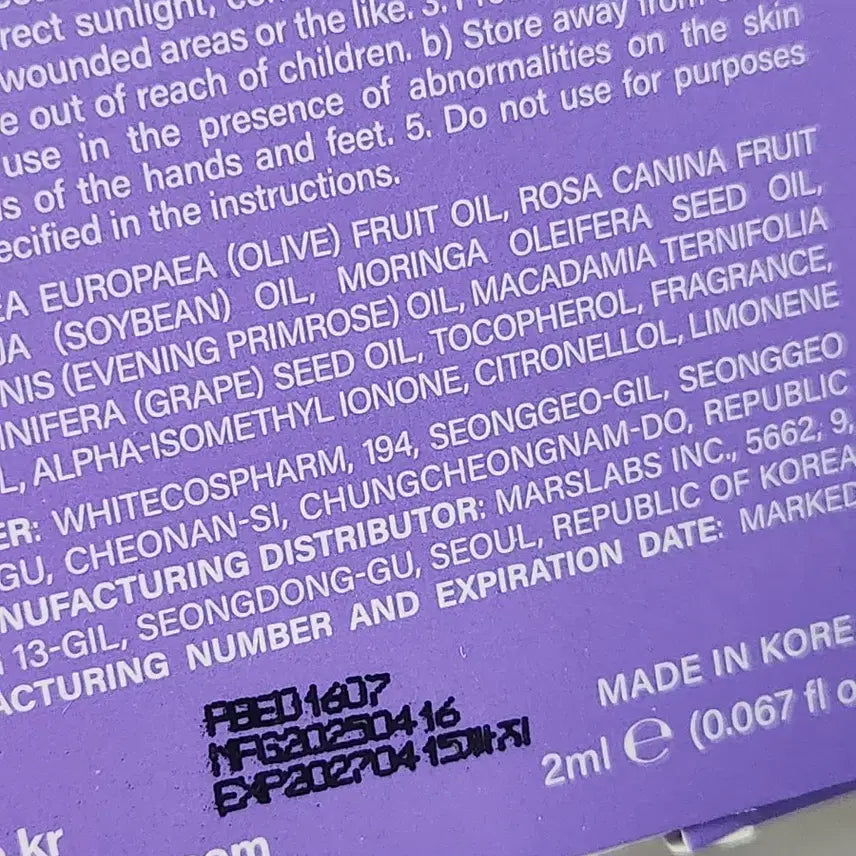 rect sunlight,
wounded areas or the like. 3.
e out of reach of children. b) Store away from
use in the presence of abnormalities on the skin
s of the hands and feet. 5. Do not use for purposes
ecified in the instructions.
EA EUROPAEA (OLIVE) FRUIT OIL, ROSA CANINA FRUIT
JA (SOYBEAN) OIL, MORINGA OLEIFERA SEED OIL,
NIS (EVENING PRIMROSE) OIL, MACADAMIA TERNIFOLIA
INIFERA (GRAPE) SEED OIL, TOCOPHEROL, FRAGRANCE,
L, ALPHA-ISOMETHYL IONONE, CITRONELLOL, LIMONENE
ER: WHITECOSPHARM, 194, SEONGGEO-GIL, SEONGGEO
GU, CHEONAN-SI, CHUNGCHEONGNAM-DO, REPUBLIC
NUFACTURING DISTRIBUTOR: MARSLABS INC., 5662, 9,
13-GIL, SEONGDONG-GU, SEOUL, REPUBLIC OF KOREA
ACTURING NUMBER AND EXPIRATION DATE: MARKED
PBED1607
MFG20250416
EXP20270415까지
MADE IN KORE
2ml ℮ (0.067 fl o
.kr
om